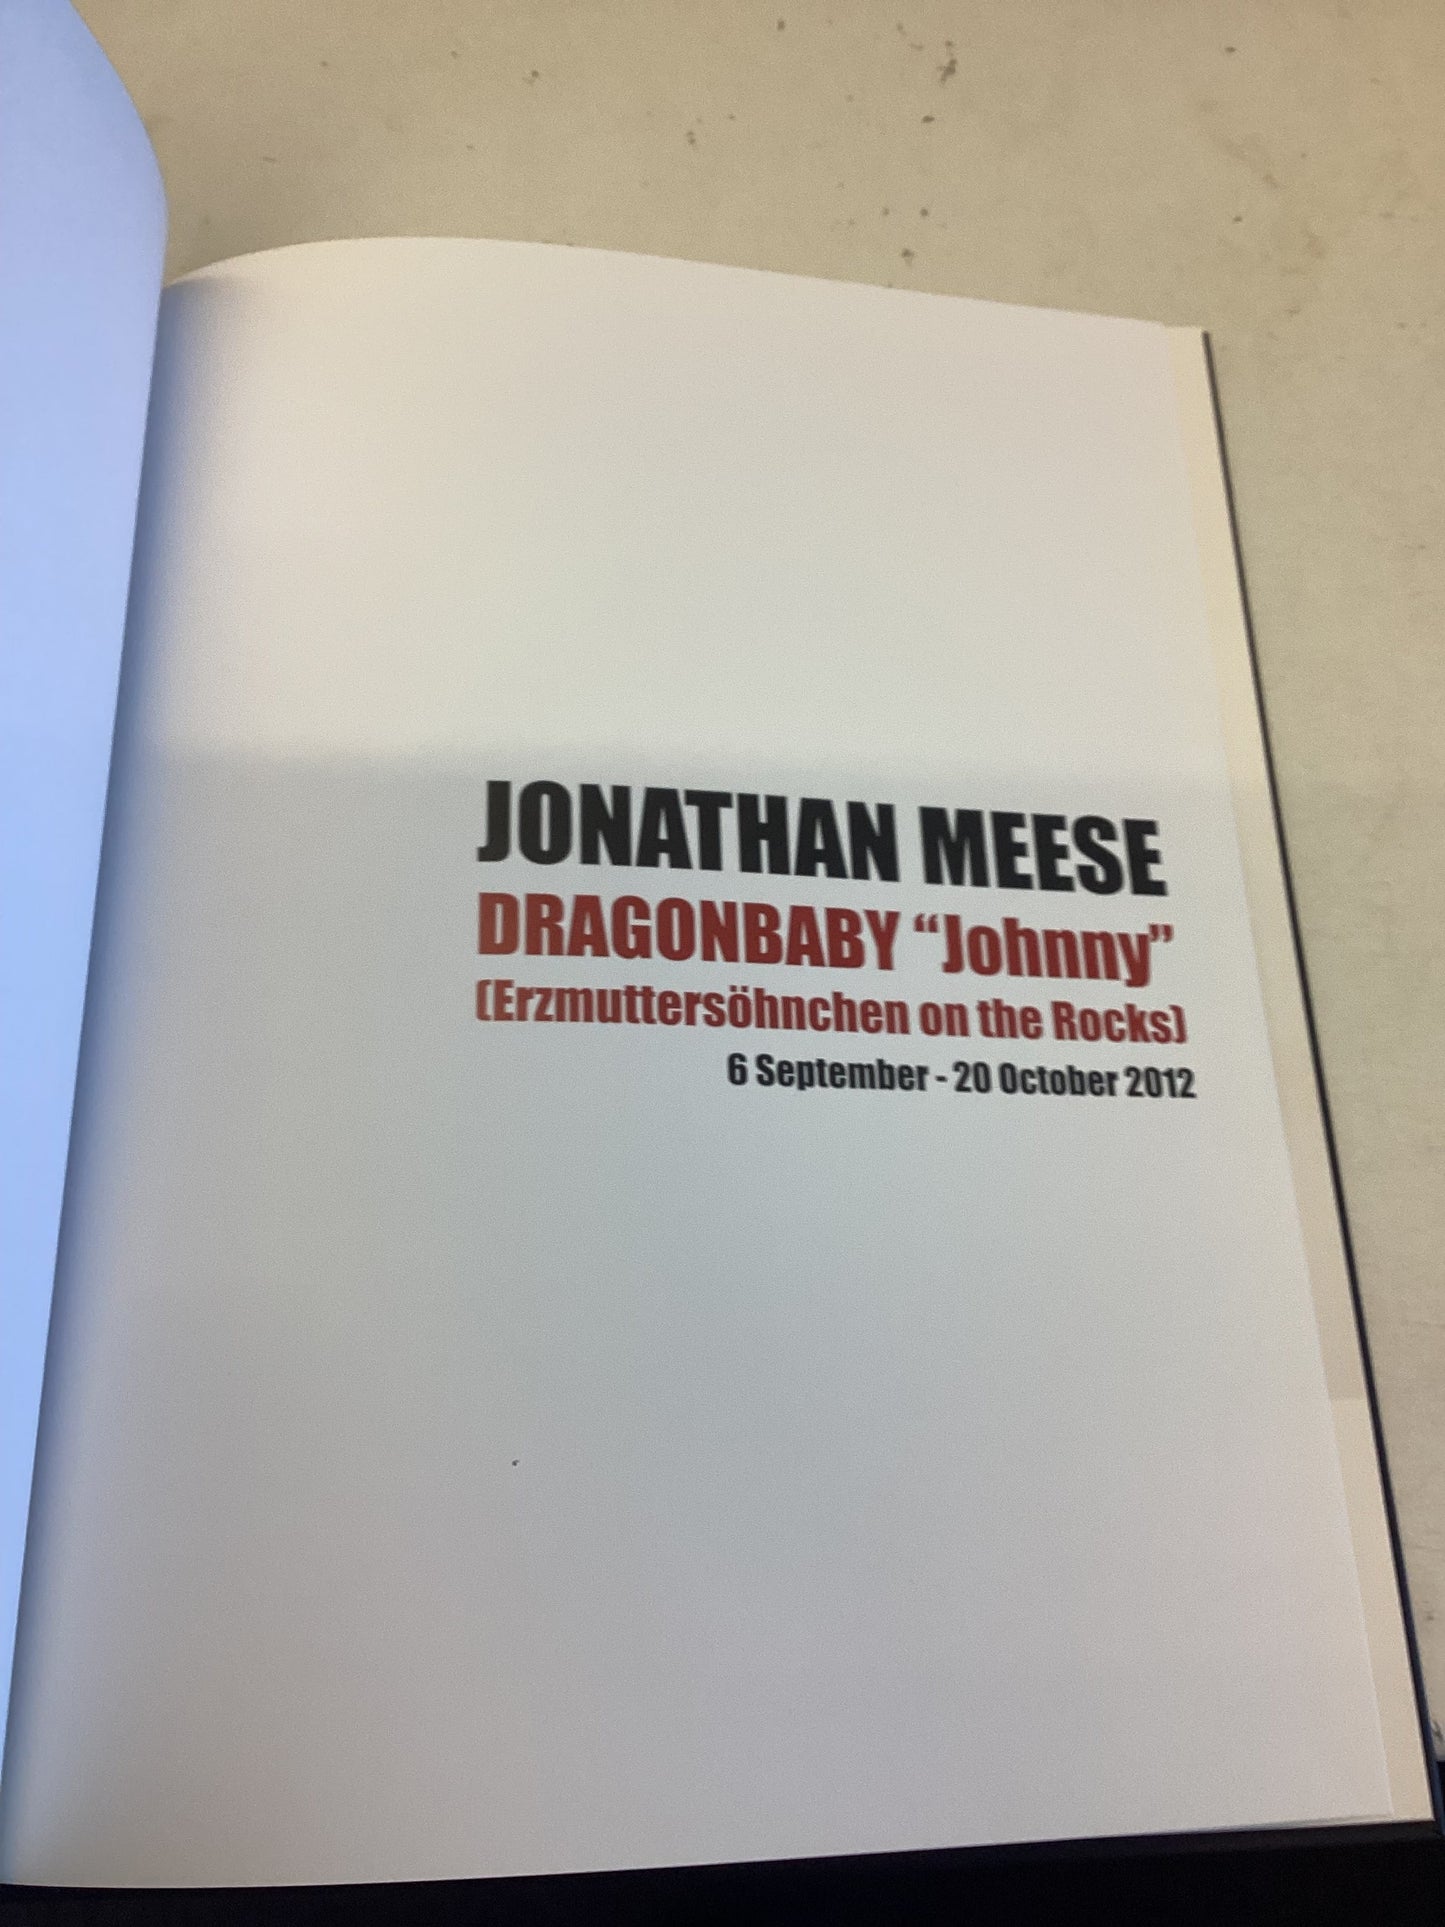 JONATHAN MEESE
DRAGONBABY “Johnny”
(Erzmuttersöhnchen on the Rocks)
6 September - 20 October 2012